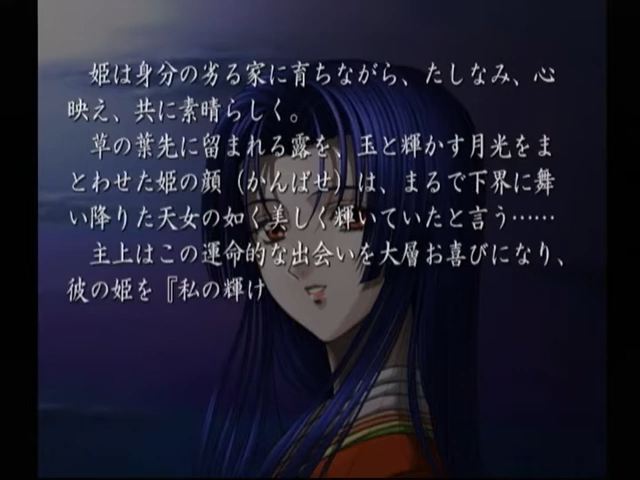 姫は身分の劣る家に育ちながら、たしなみ、心
映え、共に素晴らしく。
草の葉先に留まれる露を、玉と輝かす月光をま
とわせた姫の顔（かんばせ）は、まるで下界に舞
い降りた天女の如く美しく輝いていたと言う……
主上はこの運命的な出会いを大層お喜びになり、
彼の姫を『私の輝け